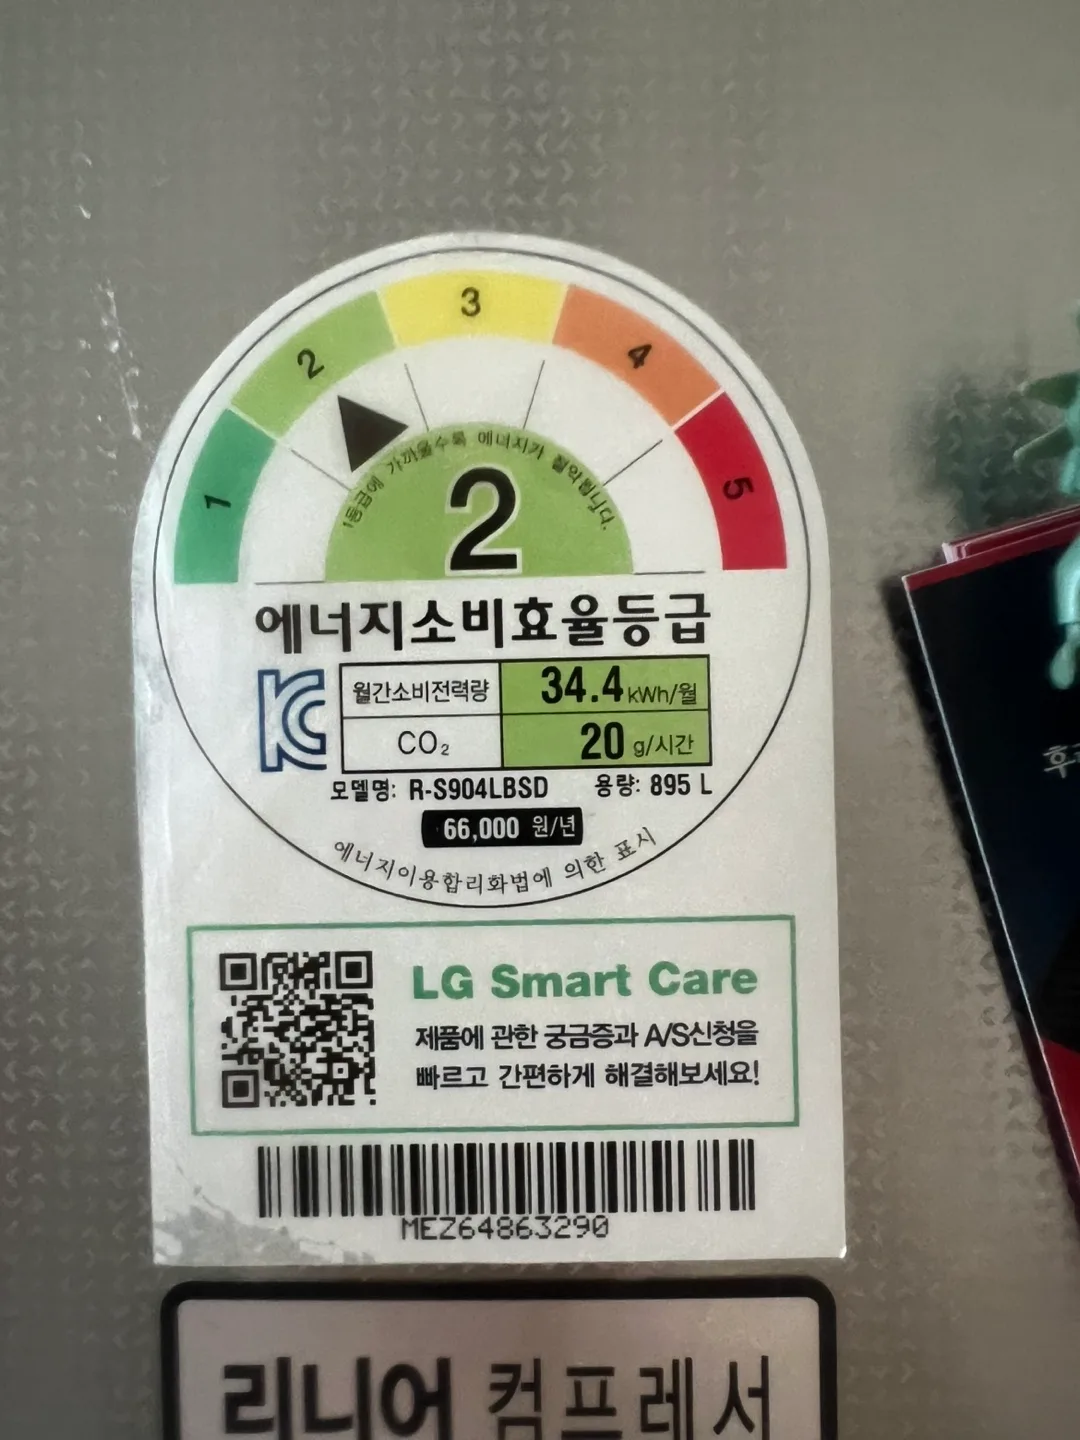 1
2
3
4
5
1등급에 가까울수록 에너지가 절약됩니다.
2
에너지소비효율등급
월간소비전력량 34.4 kWh/월
CO₂ 20 g/시간
모델명: R-S904LBSD 용량: 895 L
66,000 원/년
에너지이용합리화법에 의한 표시
LG Smart Care
제품에 관한 궁금증과 A/S신청을
빠르고 간편하게 해결해보세요!
MEZ64863290
리니어 컴프레서